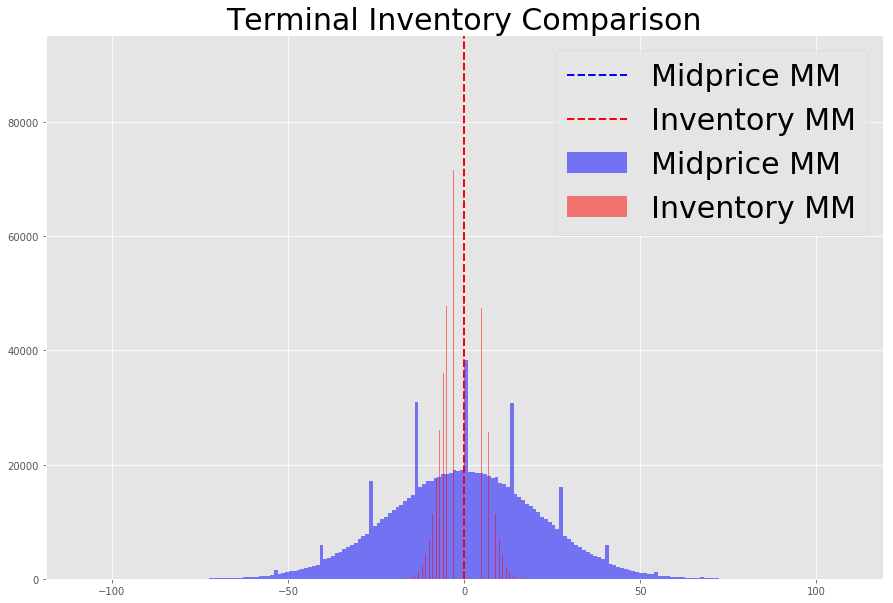 Terminal Inventory Comparison
Midprice MM
Inventory MM
Midprice MM
Inventory MM
80000
60000
40000
20000
0
−100
−50
0
50
100